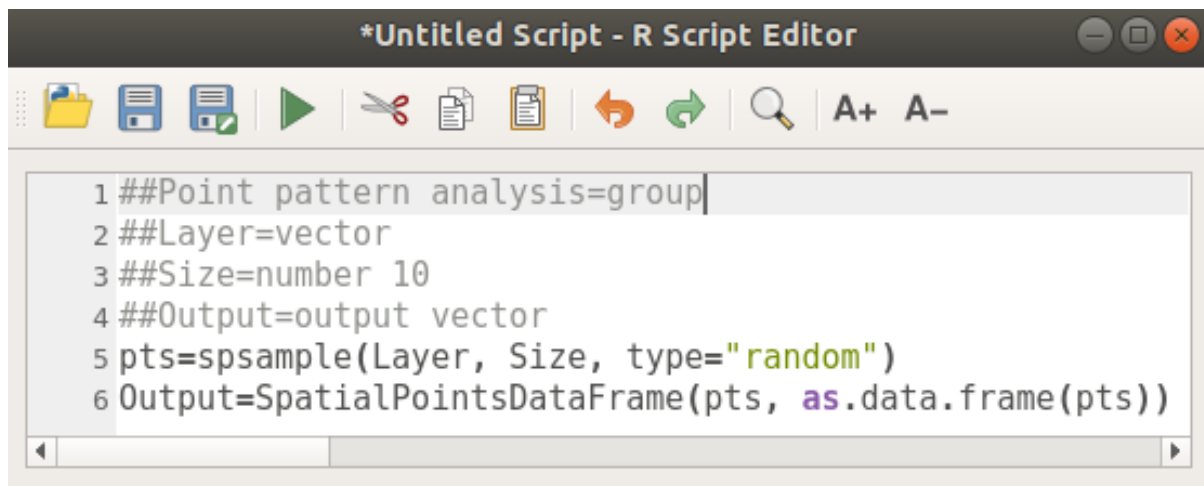 *Untitled Script - R Script Editor
A+ A-
1 ##Point pattern analysis=group
2 ##Layer=vector
3 ##Size=number 10
4 ##Output=output vector
5 pts=spsample(Layer, Size, type="random")
6 Output=SpatialPointsDataFrame(pts, as.data.frame(pts))